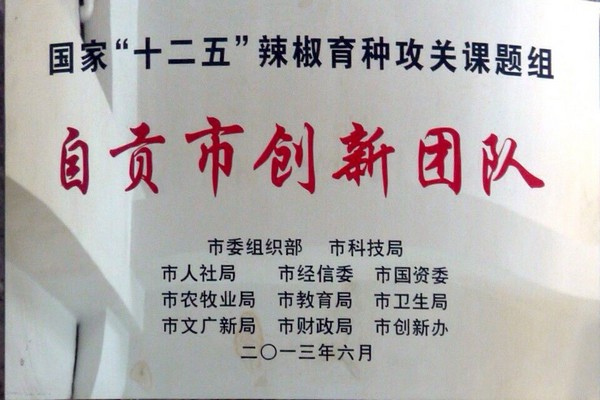 国家“十二五”辣椒育种攻关课题组
自贡市创新团队
市委组织部 市科技局
市人社局 市经信委 市国资委
市农牧业局 市教育局 市卫生局
市文广新局 市财政局 市创新办
二〇一三年六月